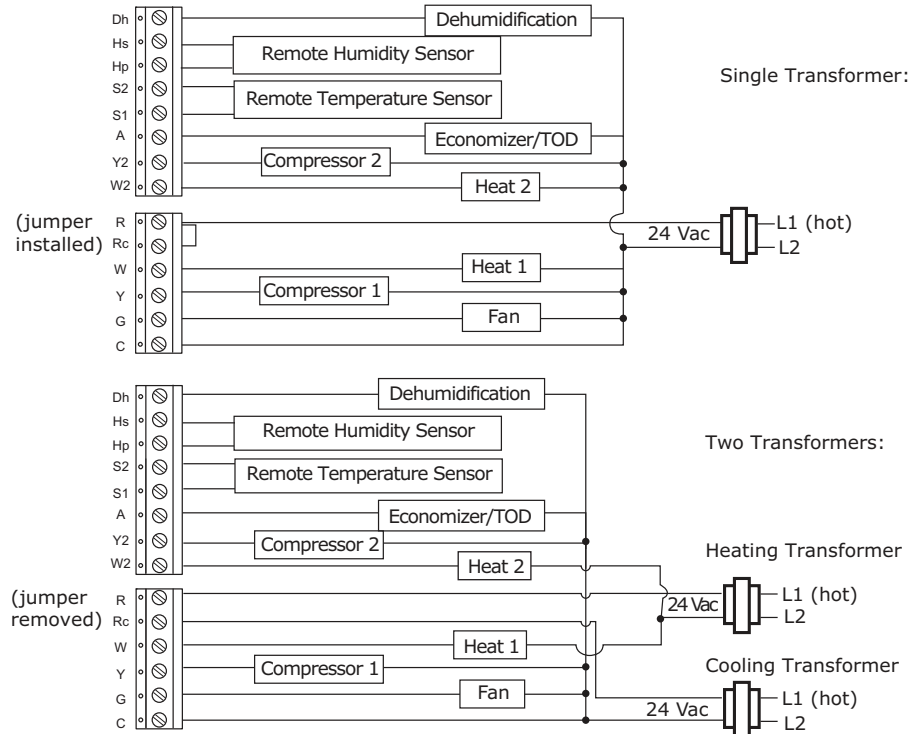 Dh
Dehumidification
Hs
Remote Humidity Sensor
Hp
Single Transformer:
S2
Remote Temperature Sensor
S1
A
Economizer/TOD
Y2
Compressor 2
W2
Heat 2
(jumper
installed)
R
L1 (hot)
24 Vac
Rc
L2
W
Heat 1
Y
Compressor 1
G
Fan
C
Dh
Dehumidification
Hs
Remote Humidity Sensor
Hp
Two Transformers:
S2
Remote Temperature Sensor
S1
A
Economizer/TOD
Y2
Compressor 2
Heating Transformer
W2
Heat 2
(jumper
removed)
R
L1 (hot)
24 Vac
Rc
L2
W
Heat 1
Cooling Transformer
Y
Compressor 1
G
Fan
L1 (hot)
24 Vac
C
L2